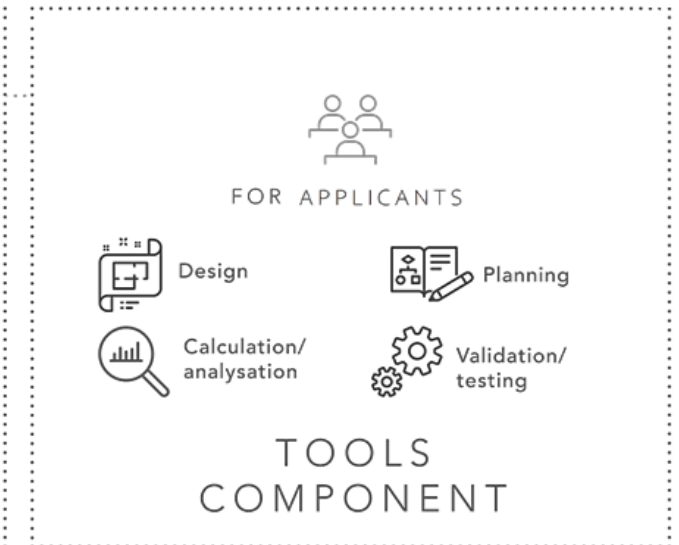 FOR APPLICANTS
Design
Planning
Calculation/
analysation
Validation/
testing
TOOLS
COMPONENT